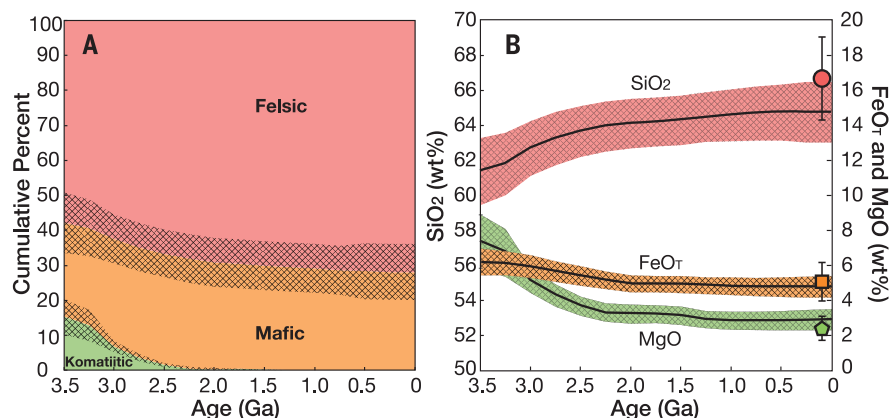 A
100
90
80
70
60
50
40
30
20
10
0
Cumulative Percent
Felsic
Mafic
Komatiitic
3.5 3.0 2.5 2.0 1.5 1.0 0.5 0
Age (Ga)
B
70
68
66
64
62
60
58
56
54
52
50
SiO₂ (wt%)
SiO₂
FeOT
MgO
20
18
16
14
12
10
8
6
4
2
0
FeOT and MgO (wt%)
3.5 3.0 2.5 2.0 1.5 1.0 0.5 0
Age (Ga)